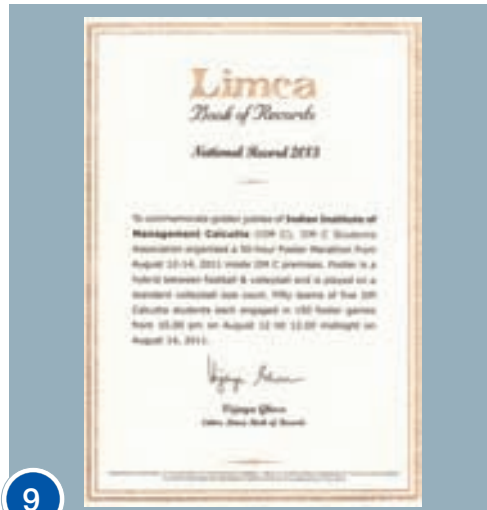 Limca
Book of Records
National Record 2013
To commemorate golden jubilee of Indian Institute of
Management Calcutta (IIM C), IIM C Students
Association organised a 50-hour Footer Marathon from
August 12-14, 2011 inside IIM C premises. Footer is a
hybrid between football & volleyball and is played on a
standard volleyball size court. Fifty teams of five IIM
Calcutta students each engaged in 150 footer games
from 10.00 pm on August 12 till 12.00 midnight on
August 14, 2011.
Vijaya Ghose
Editor, Limca Book of Records
9